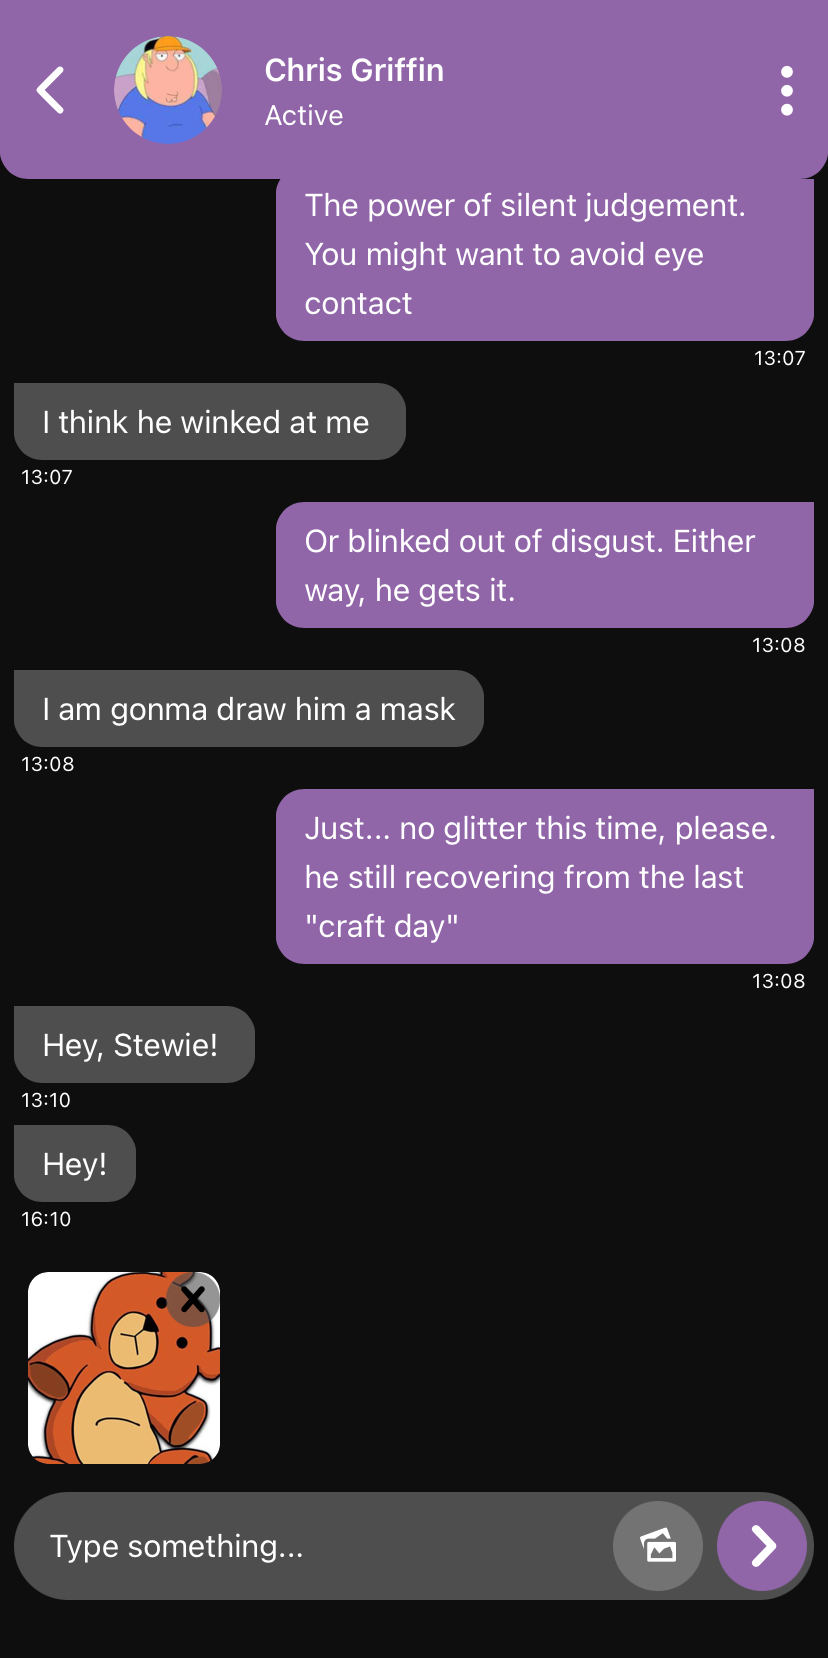 Chris Griffin
Active
The power of silent judgement.
You might want to avoid eye
contact
13:07
I think he winked at me
13:07
Or blinked out of disgust. Either
way, he gets it.
13:08
I am gonma draw him a mask
13:08
Just... no glitter this time, please.
he still recovering from the last
"craft day"
13:08
Hey, Stewie!
13:10
Hey!
16:10
Type something...